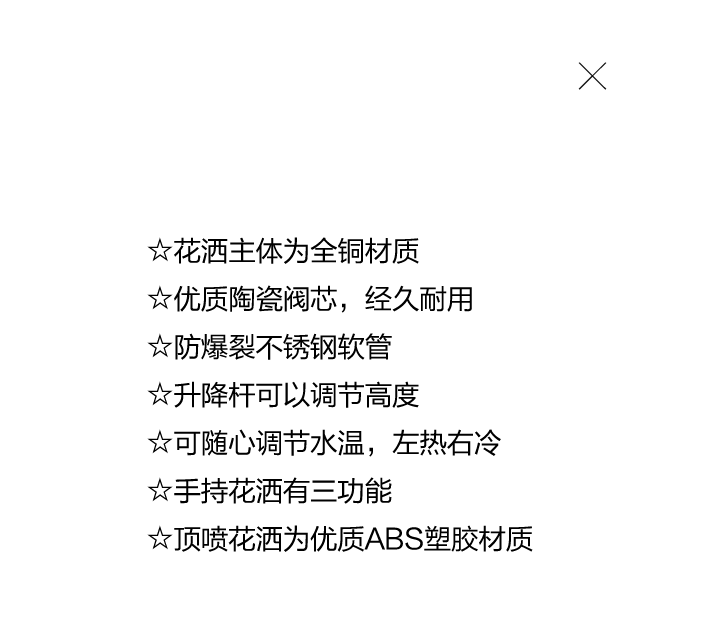 ☆花洒主体为全铜材质
☆优质陶瓷阀芯，经久耐用
☆防爆裂不锈钢软管
☆升降杆可以调节高度
☆可随心调节水温，左热右冷
☆手持花洒有三功能
☆顶喷花洒为优质ABS塑胶材质